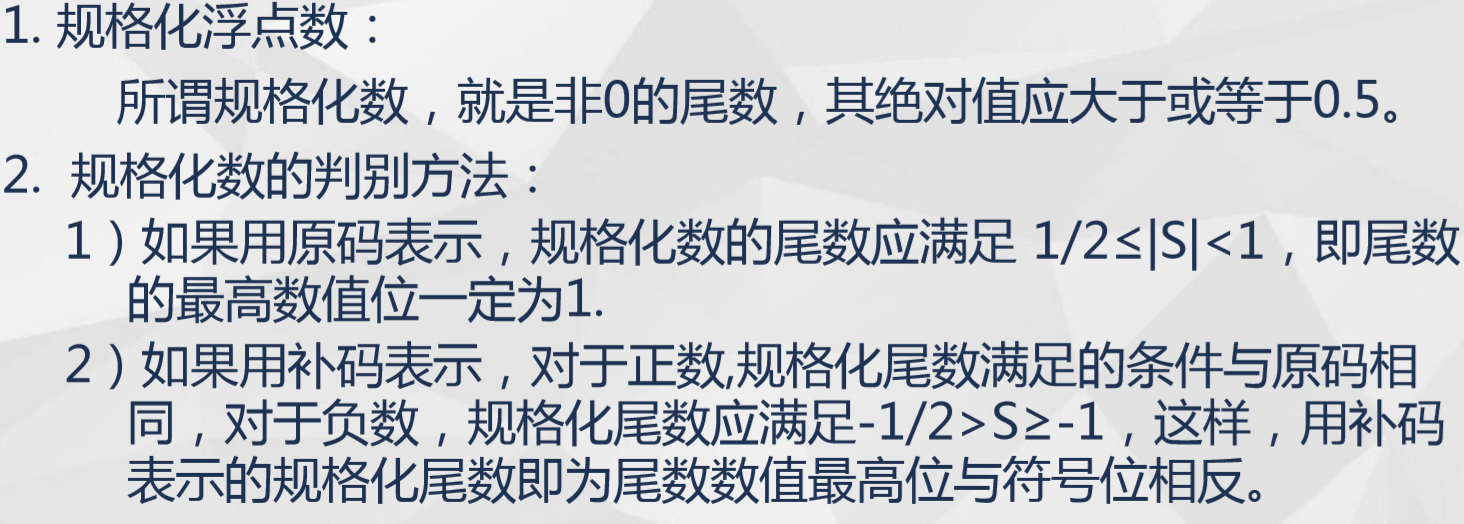 1. 规格化浮点数：
所谓规格化数，就是非0的尾数，其绝对值应大于或等于0.5。
2. 规格化数的判别方法：
1）如果用原码表示，规格化数的尾数应满足 1/2≤|S|<1，即尾数
的最高数值位一定为1.
2）如果用补码表示，对于正数,规格化尾数满足的条件与原码相
同，对于负数，规格化尾数应满足-1/2>S≥-1，这样，用补码
表示的规格化尾数即为尾数数值最高位与符号位相反。